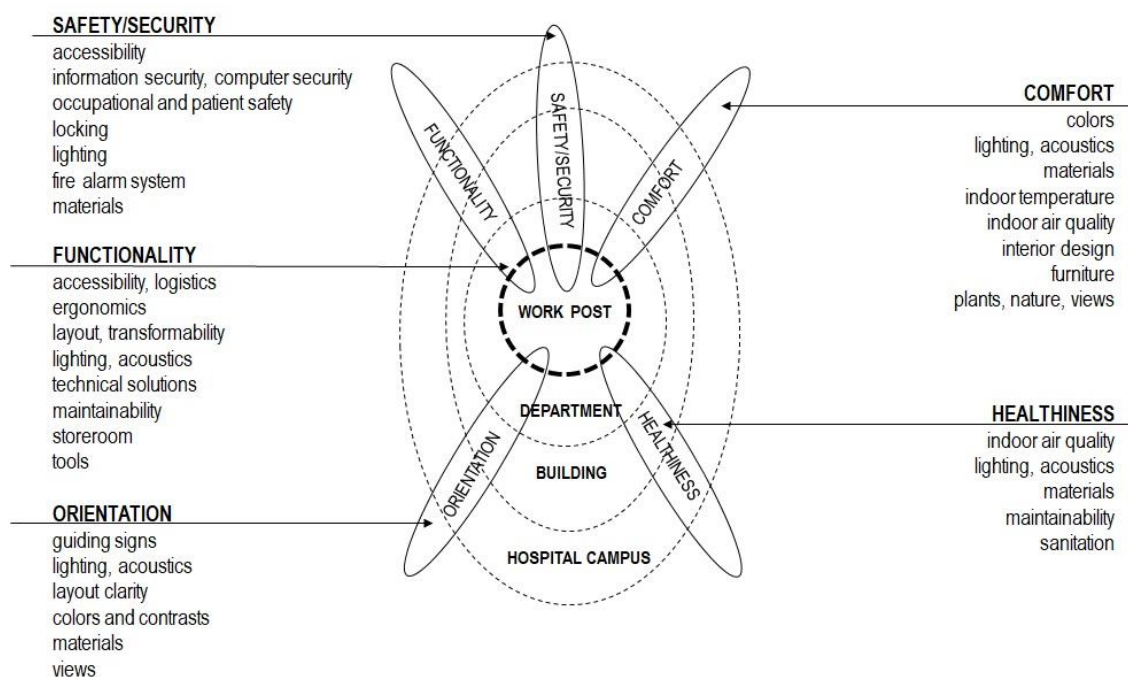 SAFETY/SECURITY
accessibility
information security, computer security
occupational and patient safety
locking
lighting
fire alarm system
materials
FUNCTIONALITY
accessibility, logistics
ergonomics
layout, transformability
lighting, acoustics
technical solutions
maintainability
storeroom
tools
ORIENTATION
guiding signs
lighting, acoustics
layout clarity
colors and contrasts
materials
views
FUNCTIONALITY
SAFETY/SECURITY
COMFORT
WORK POST
DEPARTMENT
BUILDING
HOSPITAL CAMPUS
ORIENTATION
HEALTHINESS
COMFORT
colors
lighting, acoustics
materials
indoor temperature
indoor air quality
interior design
furniture
plants, nature, views
HEALTHINESS
indoor air quality
lighting, acoustics
materials
maintainability
sanitation